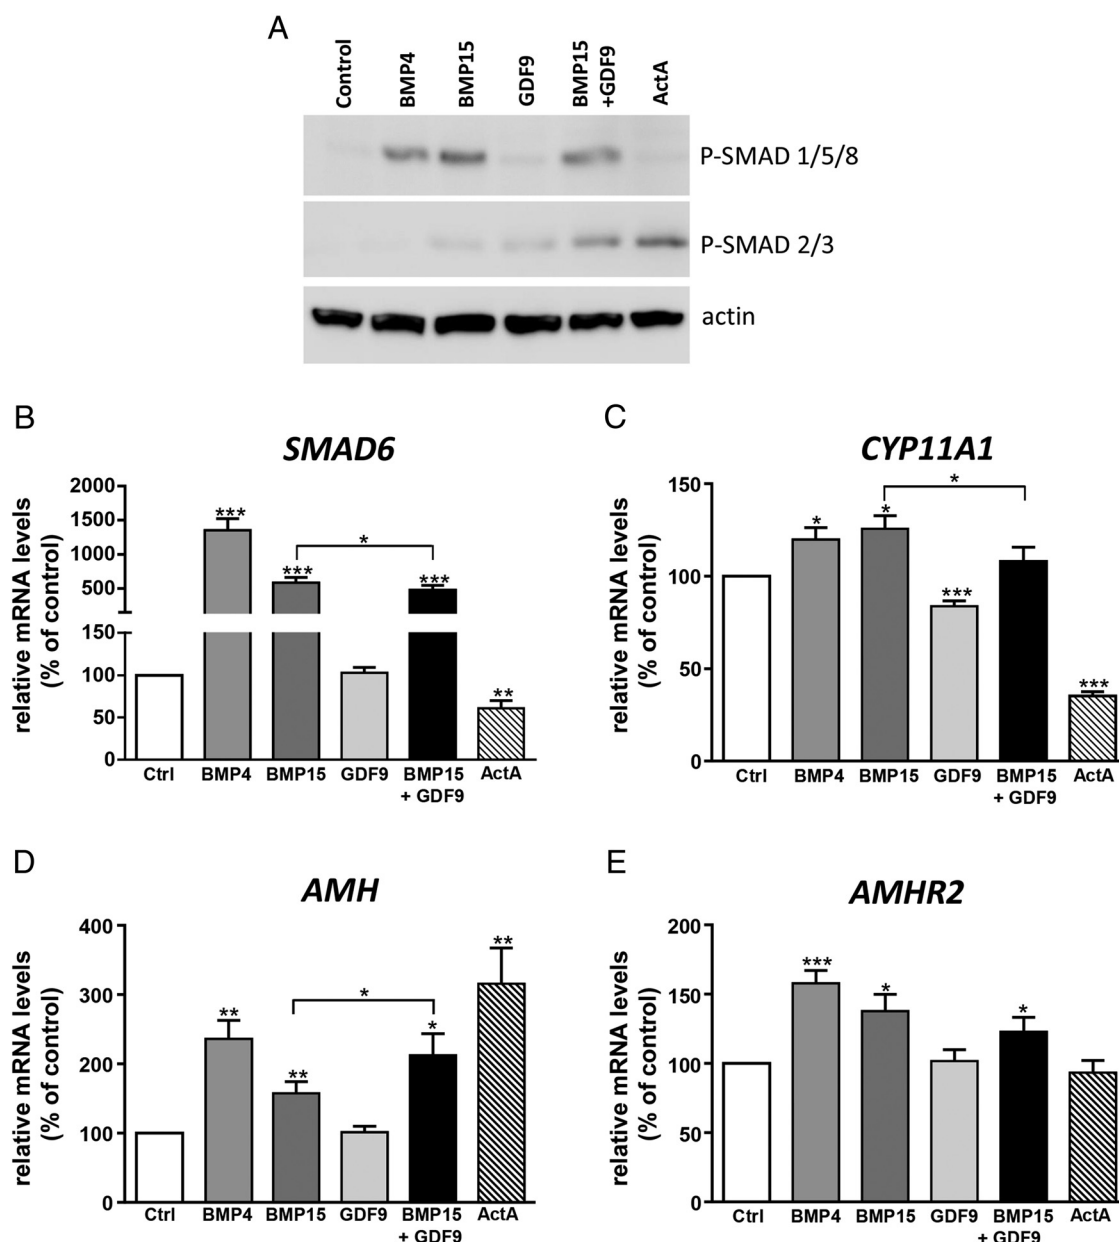 A
Control
BMP4
BMP15
GDF9
BMP15
+GDF9
ActA
P-SMAD 1/5/8
P-SMAD 2/3
actin
B
SMAD6
relative mRNA levels
(% of control)
2000
1500
1000
500
150
100
50
0
***
***
*
***
**
Ctrl BMP4 BMP15 GDF9 BMP15 ActA
+ GDF9
C
CYP11A1
relative mRNA levels
(% of control)
150
100
50
0
*
*
*
***
***
Ctrl BMP4 BMP15 GDF9 BMP15 ActA
+ GDF9
D
AMH
relative mRNA levels
(% of control)
400
300
200
100
0
**
**
*
*
**
Ctrl BMP4 BMP15 GDF9 BMP15 ActA
+ GDF9
E
AMHR2
relative mRNA levels
(% of control)
200
150
100
50
0
***
*
*
Ctrl BMP4 BMP15 GDF9 BMP15 ActA
+ GDF9